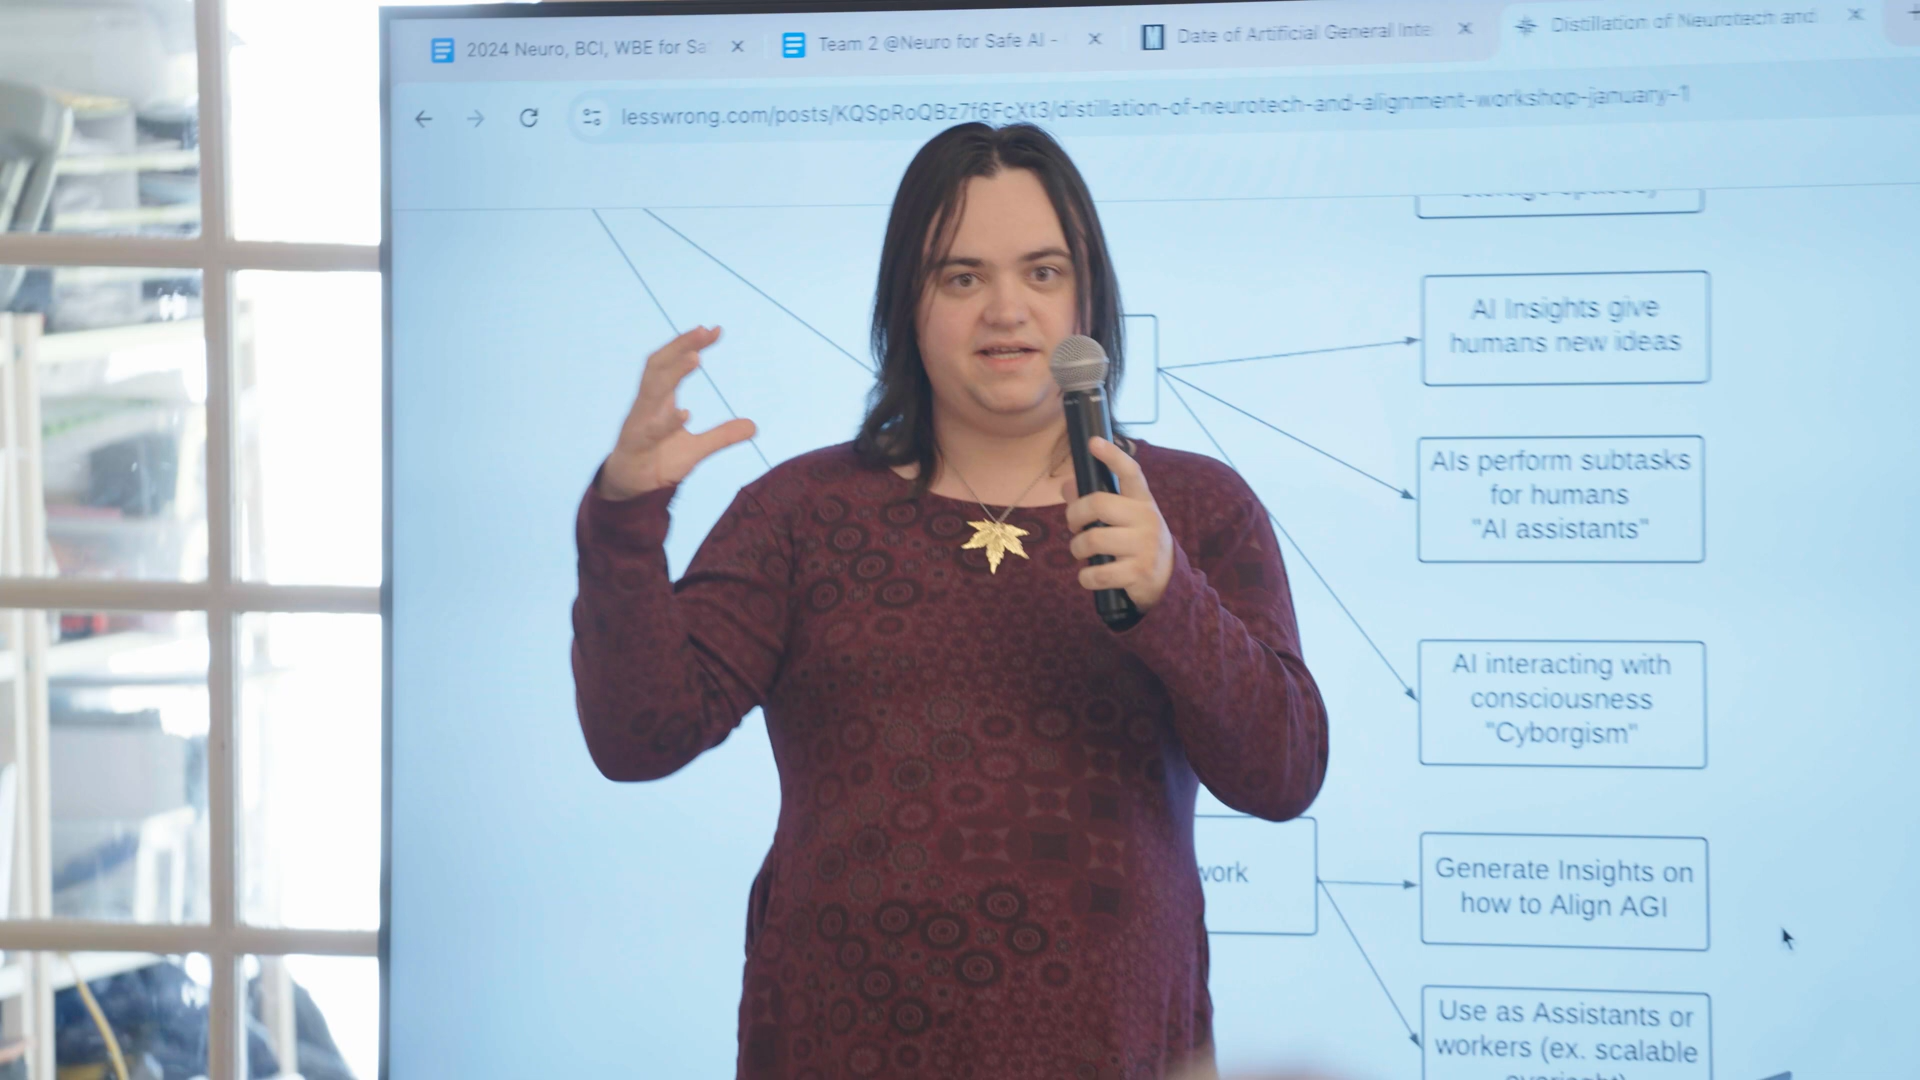 2024 Neuro, BCI, WBE for Sa
Team 2 @Neuro for Safe AI -
Date of Artificial General Inte
Distillation of Neurotech and
lesswrong.com/posts/KQSpRoQBz7f6FcXt3/distillation-of-neurotech-and-alignment-workshop-january-1
AI Insights give
humans new ideas
AIs perform subtasks
for humans
"AI assistants"
AI interacting with
consciousness
"Cyborgism"
work
Generate Insights on
how to Align AGI
Use as Assistants or
workers (ex. scalable